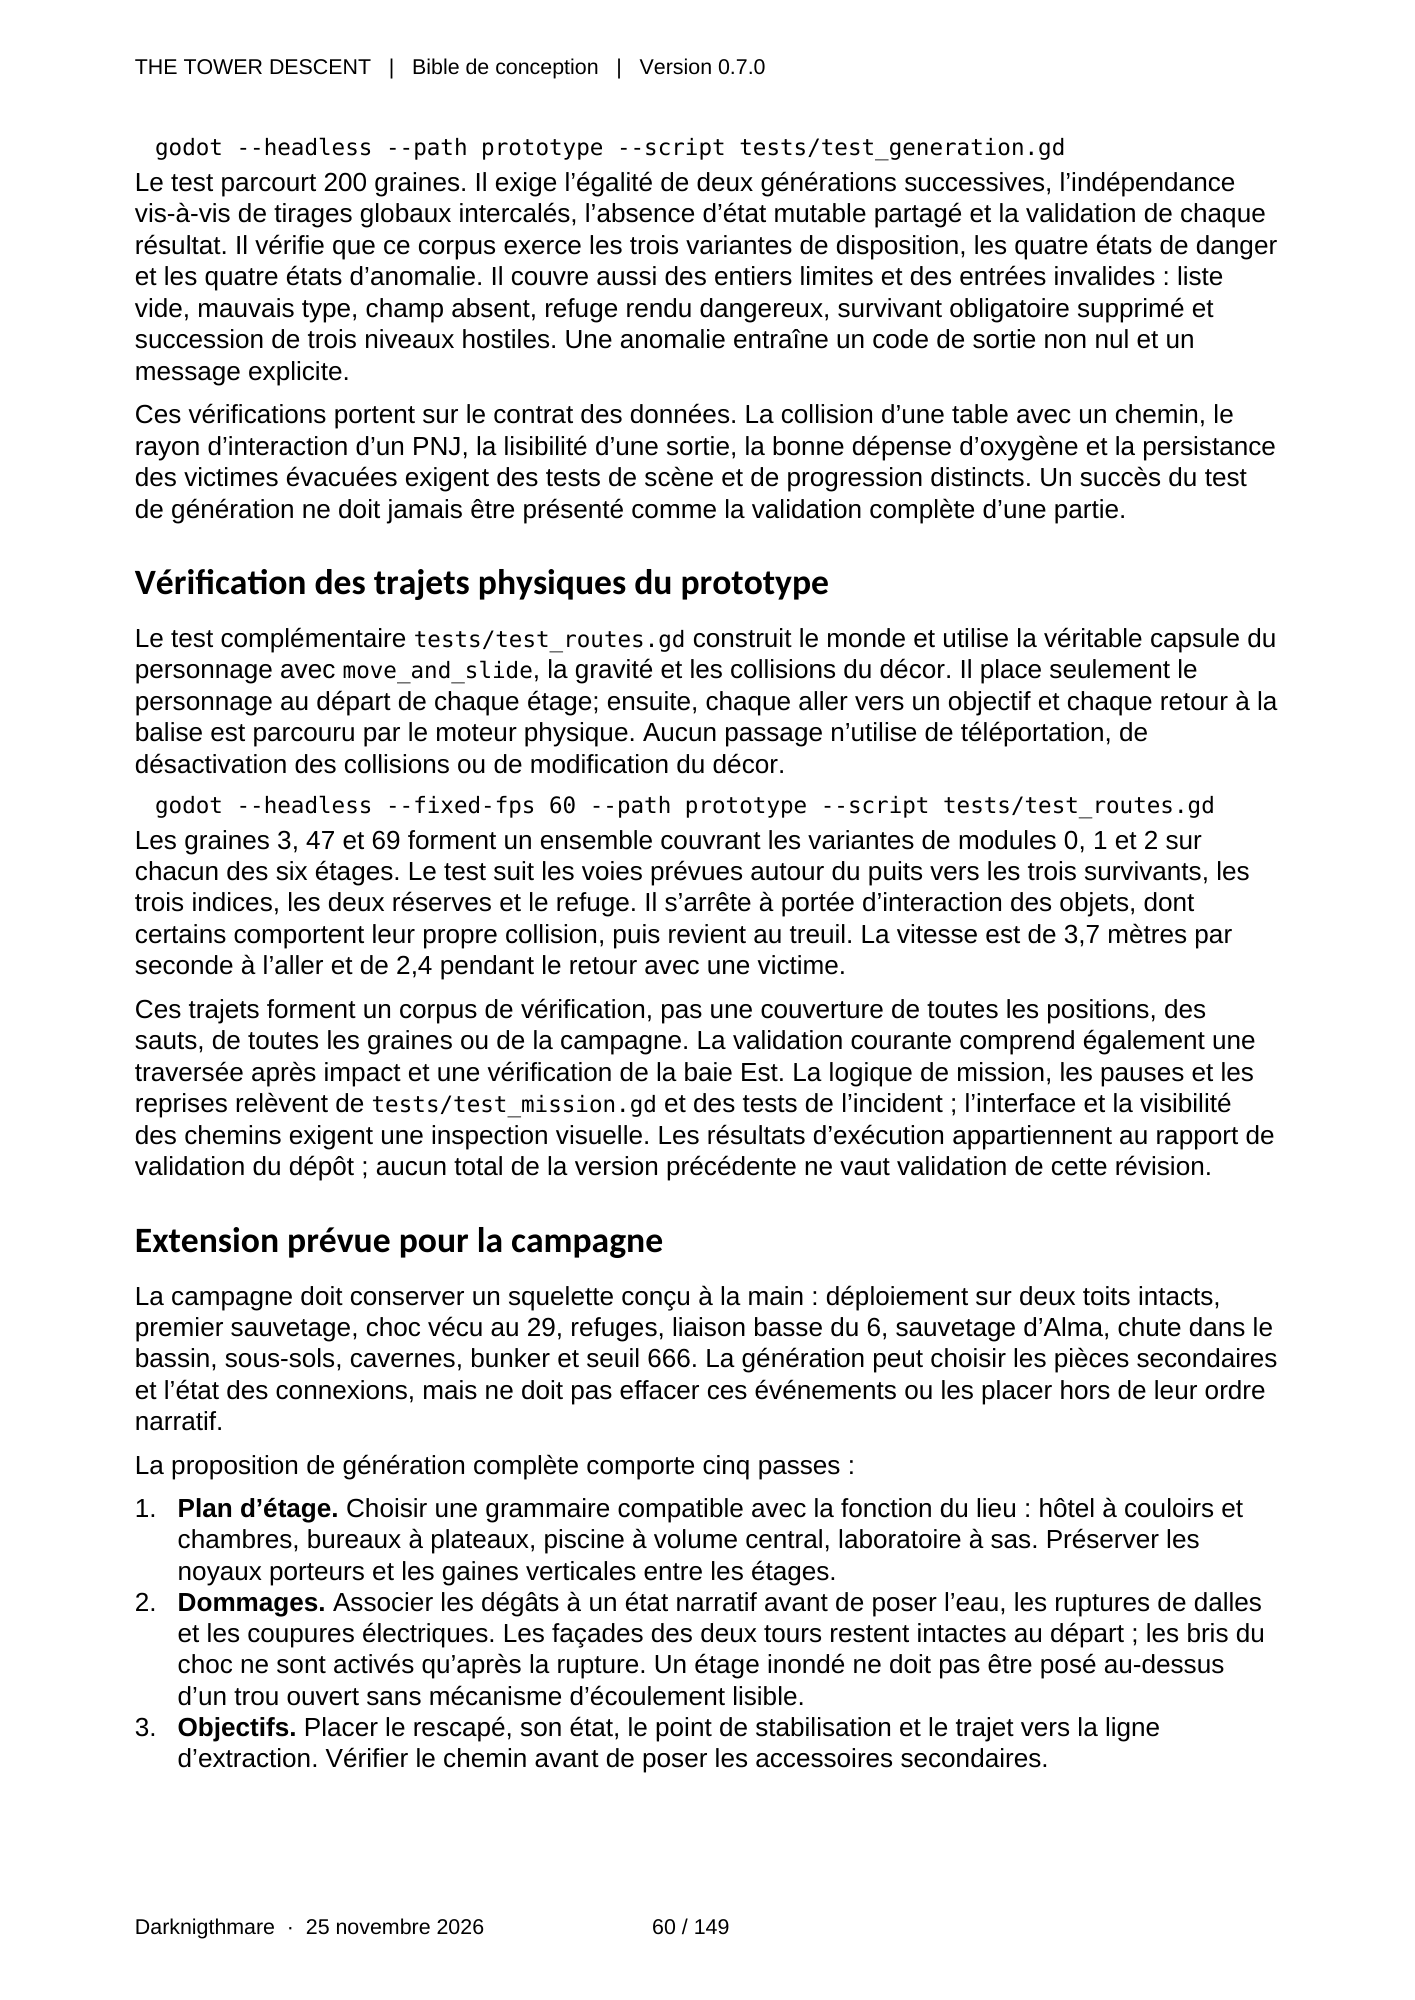 THE TOWER DESCENT | Bible de conception | Version 0.7.0
godot --headless --path prototype --script tests/test_generation.gd
Le test parcourt 200 graines. Il exige l’égalité de deux générations successives, l’indépendance
vis-à-vis de tirages globaux intercalés, l’absence d’état mutable partagé et la validation de chaque
résultat. Il vérifie que ce corpus exerce les trois variantes de disposition, les quatre états de danger
et les quatre états d’anomalie. Il couvre aussi des entiers limites et des entrées invalides : liste
vide, mauvais type, champ absent, refuge rendu dangereux, survivant obligatoire supprimé et
succession de trois niveaux hostiles. Une anomalie entraîne un code de sortie non nul et un
message explicite.
Ces vérifications portent sur le contrat des données. La collision d’une table avec un chemin, le
rayon d’interaction d’un PNJ, la lisibilité d’une sortie, la bonne dépense d’oxygène et la persistance
des victimes évacuées exigent des tests de scène et de progression distincts. Un succès du test
de génération ne doit jamais être présenté comme la validation complète d’une partie.
Vérification des trajets physiques du prototype
Le test complémentaire tests/test_routes.gd construit le monde et utilise la véritable capsule du
personnage avec move_and_slide, la gravité et les collisions du décor. Il place seulement le
personnage au départ de chaque étage; ensuite, chaque aller vers un objectif et chaque retour à la
balise est parcouru par le moteur physique. Aucun passage n’utilise de téléportation, de
désactivation des collisions ou de modification du décor.
godot --headless --fixed-fps 60 --path prototype --script tests/test_routes.gd
Les graines 3, 47 et 69 forment un ensemble couvrant les variantes de modules 0, 1 et 2 sur
chacun des six étages. Le test suit les voies prévues autour du puits vers les trois survivants, les
trois indices, les deux réserves et le refuge. Il s’arrête à portée d’interaction des objets, dont
certains comportent leur propre collision, puis revient au treuil. La vitesse est de 3,7 mètres par
seconde à l’aller et de 2,4 pendant le retour avec une victime.
Ces trajets forment un corpus de vérification, pas une couverture de toutes les positions, des
sauts, de toutes les graines ou de la campagne. La validation courante comprend également une
traversée après impact et une vérification de la baie Est. La logique de mission, les pauses et les
reprises relèvent de tests/test_mission.gd et des tests de l’incident ; l’interface et la visibilité
des chemins exigent une inspection visuelle. Les résultats d’exécution appartiennent au rapport de
validation du dépôt ; aucun total de la version précédente ne vaut validation de cette révision.
Extension prévue pour la campagne
La campagne doit conserver un squelette conçu à la main : déploiement sur deux toits intacts,
premier sauvetage, choc vécu au 29, refuges, liaison basse du 6, sauvetage d’Alma, chute dans le
bassin, sous-sols, cavernes, bunker et seuil 666. La génération peut choisir les pièces secondaires
et l’état des connexions, mais ne doit pas effacer ces événements ou les placer hors de leur ordre
narratif.
La proposition de génération complète comporte cinq passes :
1. Plan d’étage. Choisir une grammaire compatible avec la fonction du lieu : hôtel à couloirs et
chambres, bureaux à plateaux, piscine à volume central, laboratoire à sas. Préserver les
noyaux porteurs et les gaines verticales entre les étages.
2. Dommages. Associer les dégâts à un état narratif avant de poser l’eau, les ruptures de dalles
et les coupures électriques. Les façades des deux tours restent intactes au départ ; les bris du
choc ne sont activés qu’après la rupture. Un étage inondé ne doit pas être posé au-dessus
d’un trou ouvert sans mécanisme d’écoulement lisible.
3. Objectifs. Placer le rescapé, son état, le point de stabilisation et le trajet vers la ligne
d’extraction. Vérifier le chemin avant de poser les accessoires secondaires.
Darknigthmare · 25 novembre 2026 60 / 149